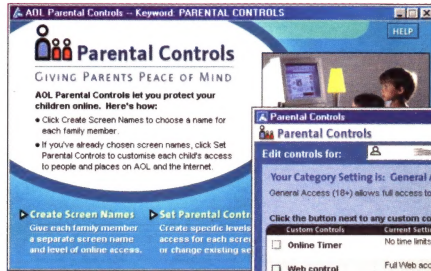 AOL Parental Controls -- Keyword: PARENTAL CONTROLS
HELP
Parental Controls
GIVING PARENTS PEACE OF MIND
AOL Parental Controls let you protect your
children online. Here's how:
• Click Create Screen Names to choose a name for
each family member.
• If you've already chosen screen names, click Set
Parental Controls to customise each child's access
to people and places on AOL and the Internet.
Create Screen Names
Give each family member
a separate screen name
and level of online access.
Set Parental Contr
Create specific levels
access for each scree
or change existing se
Parental Controls
Parental Controls
Edit controls for:
Your Category Setting is: General A
General Access (18+) allows full access to
Click the button next to any custom co
Custom Controls
Current Settin
Online Timer
No time limits
Web control
Full Web acc